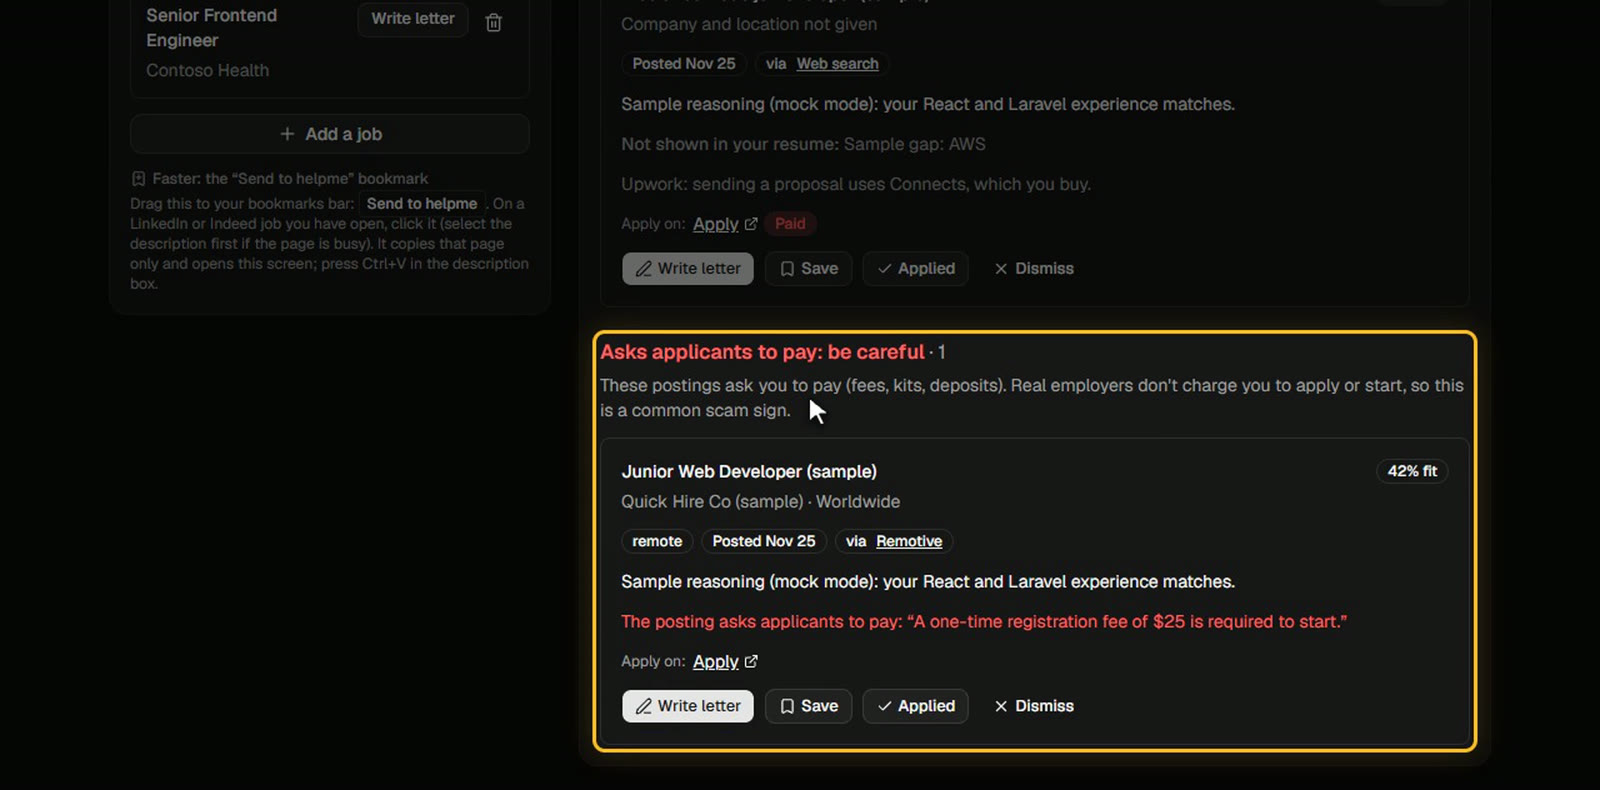 Senior Frontend
Engineer
Write letter
Contoso Health
Add a job
Faster: the “Send to helpme” bookmark
Drag this to your bookmarks bar: Send to helpme . On a
LinkedIn or Indeed job you have open, click it (select the
description first if the page is busy). It copies that page
only and opens this screen; press Ctrl+V in the description
box.
Company and location not given
Posted Nov 25
via Web search
Sample reasoning (mock mode): your React and Laravel experience matches.
Not shown in your resume: Sample gap: AWS
Upwork: sending a proposal uses Connects, which you buy.
Apply on: Apply Paid
Write letter Save Applied Dismiss
Asks applicants to pay: be careful · 1
These postings ask you to pay (fees, kits, deposits). Real employers don't charge you to apply or start, so this
is a common scam sign.
Junior Web Developer (sample) 42% fit
Quick Hire Co (sample) · Worldwide
remote Posted Nov 25 via Remotive
Sample reasoning (mock mode): your React and Laravel experience matches.
The posting asks applicants to pay: “A one-time registration fee of $25 is required to start.”
Apply on: Apply
Write letter Save Applied Dismiss